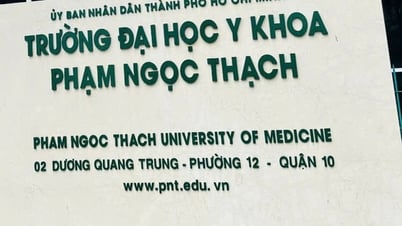 ỦY BAN NHÂN DÂN THÀNH PHỐ HỒ CHÍ
TRƯỜNG ĐẠI HỌC Y KHOA
PHẠM NGỌC THẠCH
PHAM NGOC THACH UNIVERSITY OF MEDICINE
02 DƯƠNG QUANG TRUNG - PHƯỜNG 12 - QUẬN 10
www.pnt.edu. vn